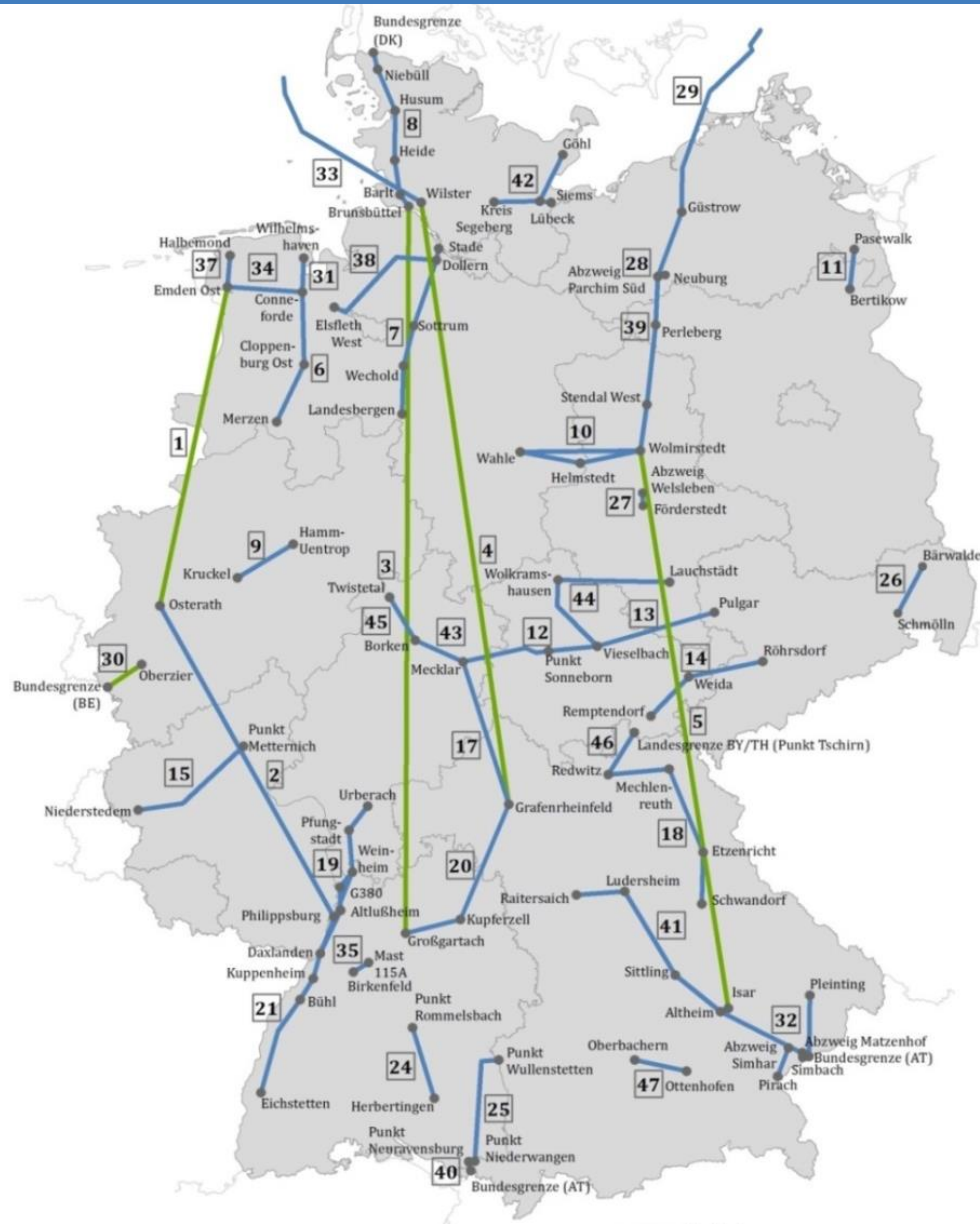 Bundesgrenze
(DK)
Niebüll
Husum
8
Heide
29
Göhl
33
42
Barlt
Wilster
Siems
Brunsbüttel
Kreis
Segeberg
Lübeck
Güstrow
Wilhelms-
haven
Halbemond
37
34
31
38
Stade
Dollern
Pasewalk
Emden Ost
Conne-
forde
28
Abzweig
Parchim Süd
Neuburg
11
Bertikow
Elsfleth
West
7
Sottrum
39
Perleberg
Cloppen-
burg Ost
6
Wechold
Merzen
Landesbergen
Stendal West
1
10
Wahle
Helmstedt
Wolmirstedt
Abzweig
Welsleben
27
Förderstedt
9
Hamm-
Uentrop
Kruckel
3
4
Twistetal
Wolkrams-
hausen
Lauchstädt
Bärwalde
26
Osterath
44
13
Pulgar
Schmölln
45
43
12
Borken
Mecklar
Punkt
Sonneborn
Vieselbach
14
Röhrsdorf
30
Oberzier
Weida
Bundesgrenze
(BE)
Remptendorf
5
Punkt
Metternich
17
46
Landesgrenze BY/TH (Punkt Tschirn)
15
2
Redwitz
Mechlen-
reuth
Niederstedem
Urberach
Grafenrheinfeld
Pfung-
stadt
18
Wein-
heim
Etzenricht
19
20
G380
Ludersheim
Raitersaich
Schwandorf
Philippsburg
Altlußheim
Kupferzell
41
Großgartach
Daxlanden
35
Mast
115A
Kuppenheim
Birkenfeld
Sittling
Isar
Pleinting
21
Bühl
Punkt
Rommelsbach
Altheim
32
Oberbachern
Abzweig
Simhar
Abzweig Matzenhof
Bundesgrenze (AT)
Simbach
Pirach
24
Punkt
Wullenstetten
47
Ottenhofen
Eichstetten
Herbertingen
25
Punkt
Neuravensburg
Punkt
Niederwangen
40
Bundesgrenze (AT)